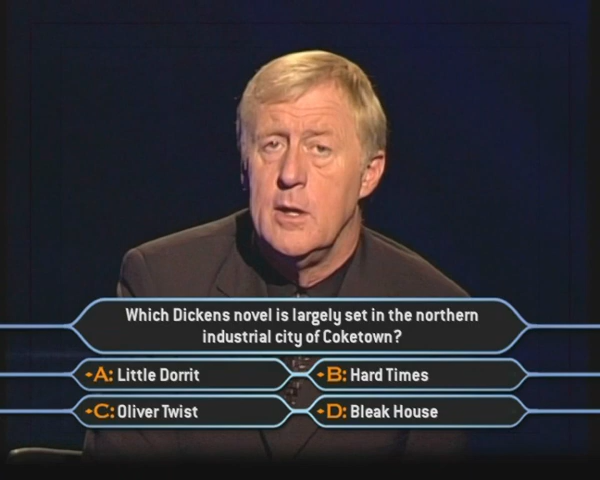 Which Dickens novel is largely set in the northern
industrial city of Coketown?
A: Little Dorrit
B: Hard Times
C: Oliver Twist
D: Bleak House